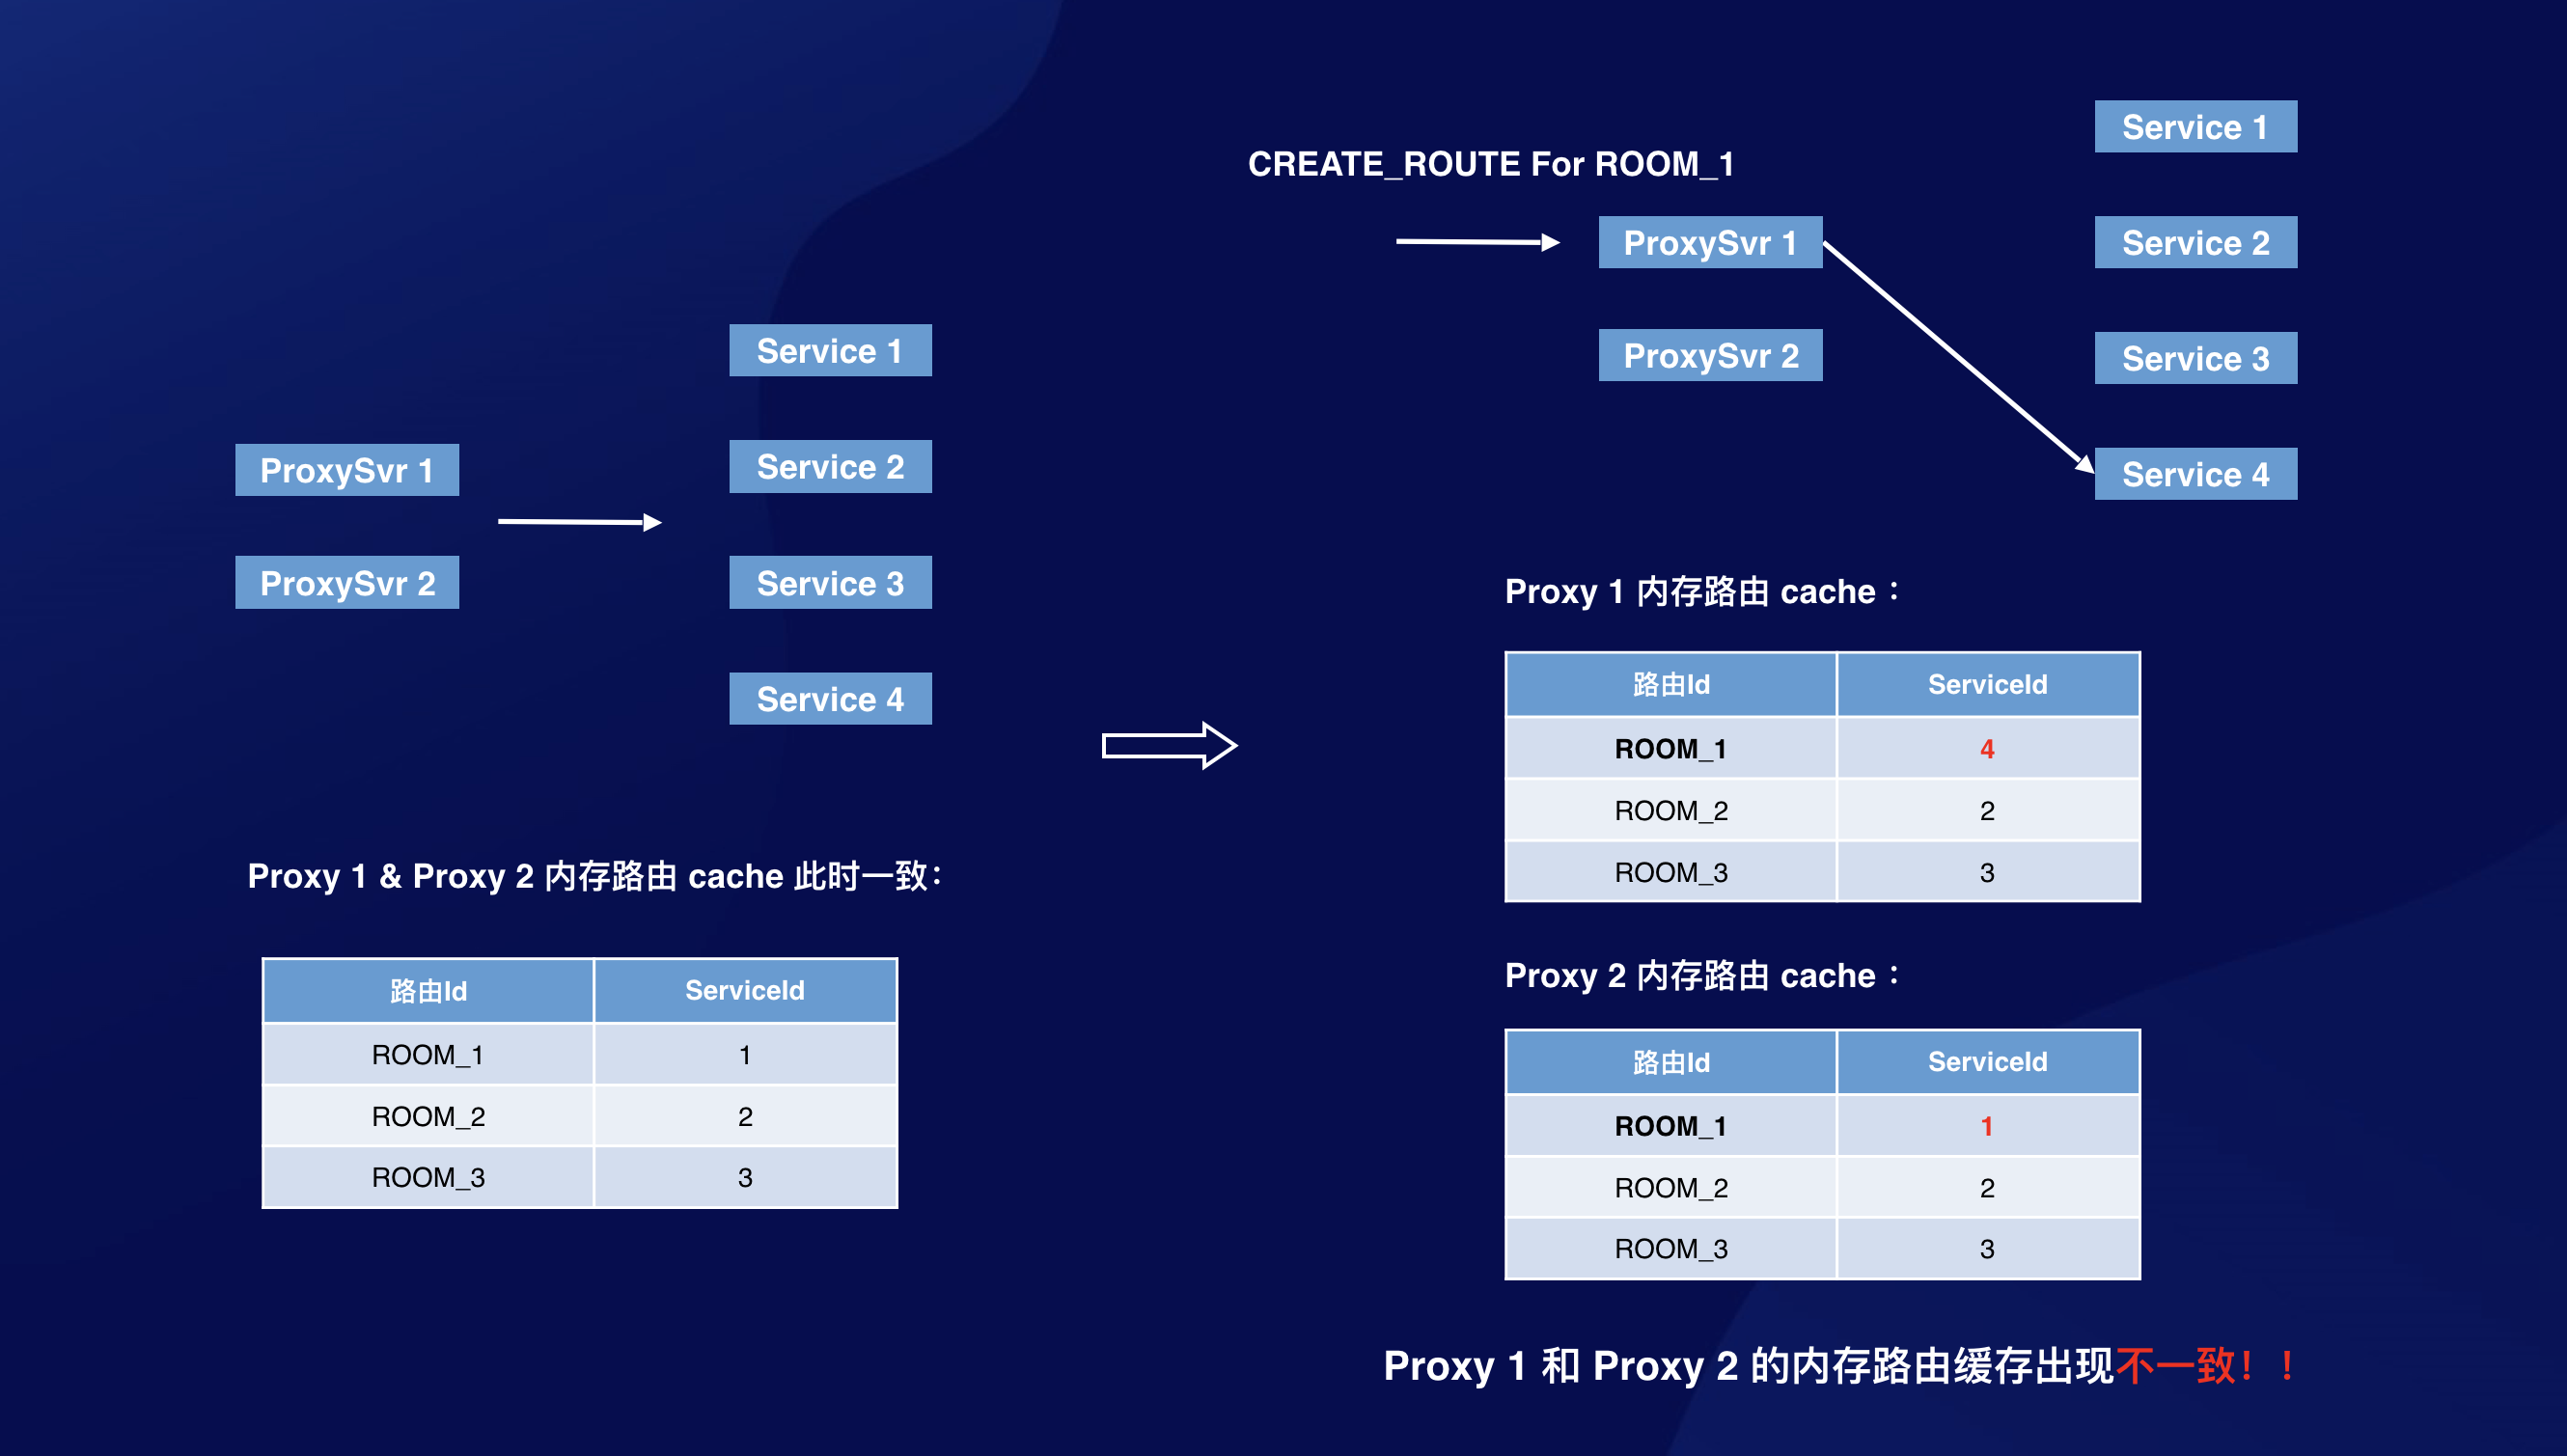 ProxySvr 1
ProxySvr 2
Service 1
Service 2
Service 3
Service 4
Proxy 1 & Proxy 2 内存路由 cache 此时一致：
路由Id ServiceId
ROOM_1 1
ROOM_2 2
ROOM_3 3
CREATE_ROUTE For ROOM_1
ProxySvr 1
ProxySvr 2
Service 1
Service 2
Service 3
Service 4
Proxy 1 内存路由 cache：
路由Id ServiceId
ROOM_1 4
ROOM_2 2
ROOM_3 3
Proxy 2 内存路由 cache：
路由Id ServiceId
ROOM_1 1
ROOM_2 2
ROOM_3 3
Proxy 1 和 Proxy 2 的内存路由缓存出现不一致！！